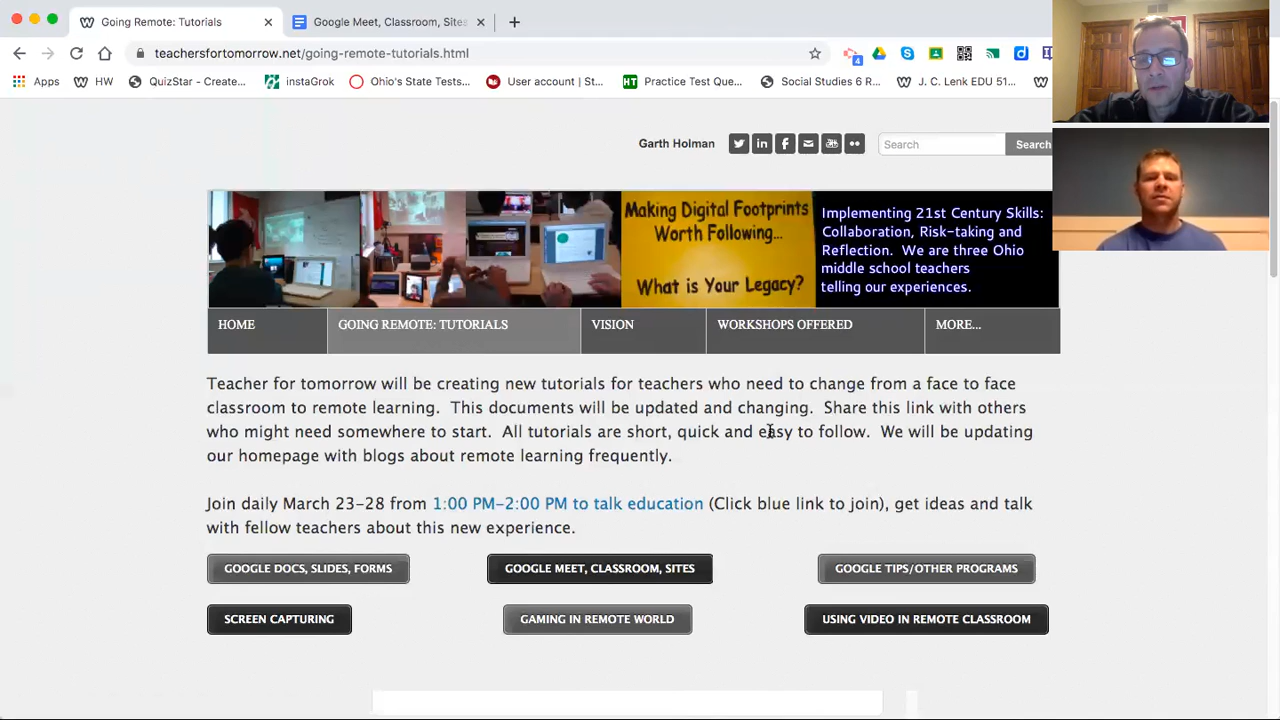 Going Remote: Tutorials
Google Meet, Classroom, Sites
teachersfortomorrow.net/going-remote-tutorials.html
4
Apps
HW
QuizStar - Create...
instaGrok
Ohio's State Tests...
User account | St...
Practice Test Que...
Social Studies 6 R...
J. C. Lenk EDU 51...
Garth Holman
Search
Search
Making Digital Footprints
Worth Following...
What is Your Legacy?
Implementing 21st Century Skills:
Collaboration, Risk-taking and
Reflection. We are three Ohio
middle school teachers
telling our experiences.
HOME
GOING REMOTE: TUTORIALS
VISION
WORKSHOPS OFFERED
MORE...
Teacher for tomorrow will be creating new tutorials for teachers who need to change from a face to face
classroom to remote learning. This documents will be updated and changing. Share this link with others
who might need somewhere to start. All tutorials are short, quick and easy to follow. We will be updating
our homepage with blogs about remote learning frequently.
Join daily March 23-28 from 1:00 PM-2:00 PM to talk education (Click blue link to join), get ideas and talk
with fellow teachers about this new experience.
GOOGLE DOCS, SLIDES, FORMS
GOOGLE MEET, CLASSROOM, SITES
GOOGLE TIPS/OTHER PROGRAMS
SCREEN CAPTURING
GAMING IN REMOTE WORLD
USING VIDEO IN REMOTE CLASSROOM